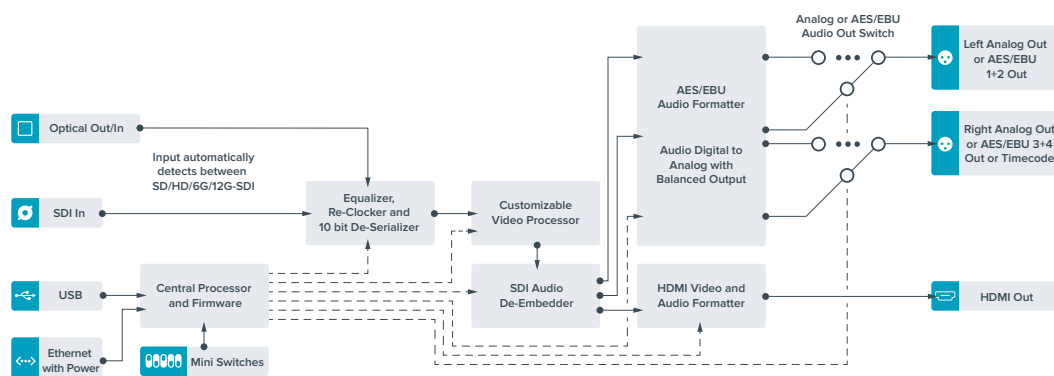 Analog or AES/EBU
Audio Out Switch
Left Analog Out
or AES/EBU
1+2 Out
AES/EBU
Audio Formatter
Optical Out/In
Right Analog Out
or AES/EBU 3+4
Out or Timecode
Audio Digital to
Analog with
Balanced Output
Input automatically
detects between
SD/HD/6G/12G-SDI
Equalizer,
Re-Clocker and
10 bit De-Serializer
Customizable
Video Processor
SDI In
USB
Central Processor
and Firmware
SDI Audio
De-Embedder
HDMI Video and
Audio Formatter
HDMI Out
Ethernet
with Power
Mini Switches